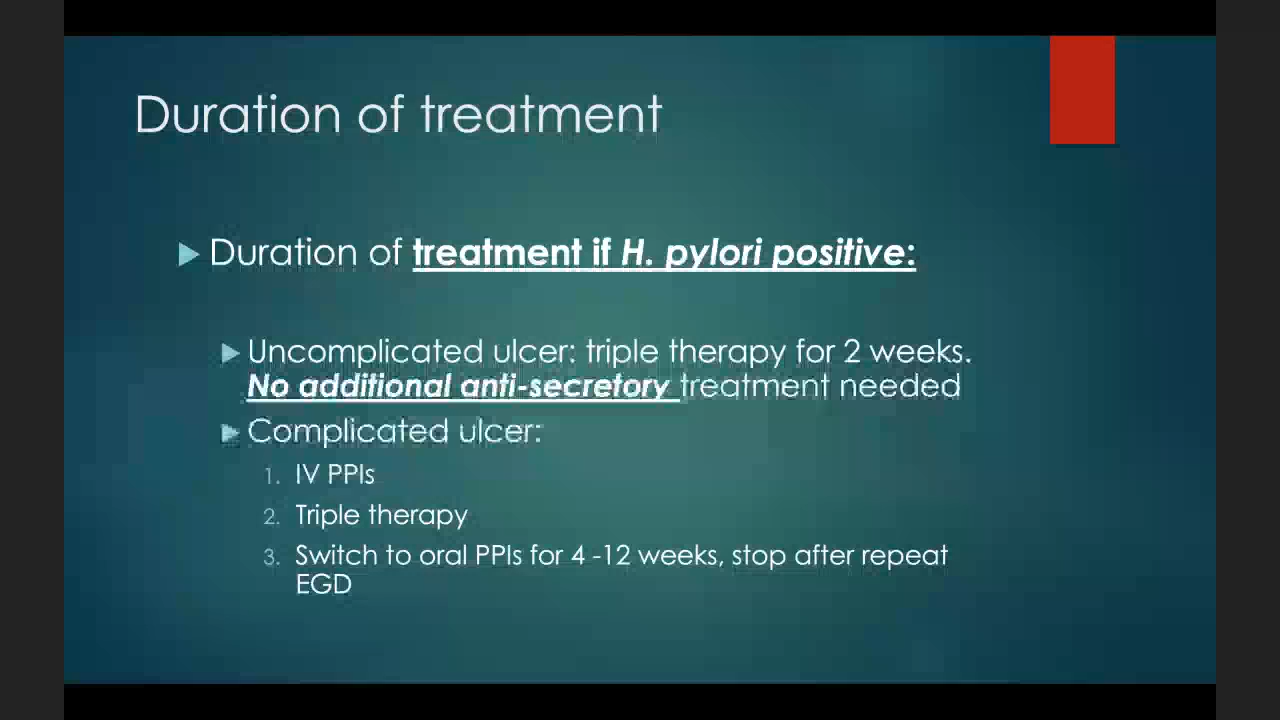 Duration of treatment
Duration of treatment if H. pylori positive:
Uncomplicated ulcer: triple therapy for 2 weeks.
No additional anti-secretory treatment needed
Complicated ulcer:
1. IV PPIs
2. Triple therapy
3. Switch to oral PPIs for 4 -12 weeks, stop after repeat
EGD